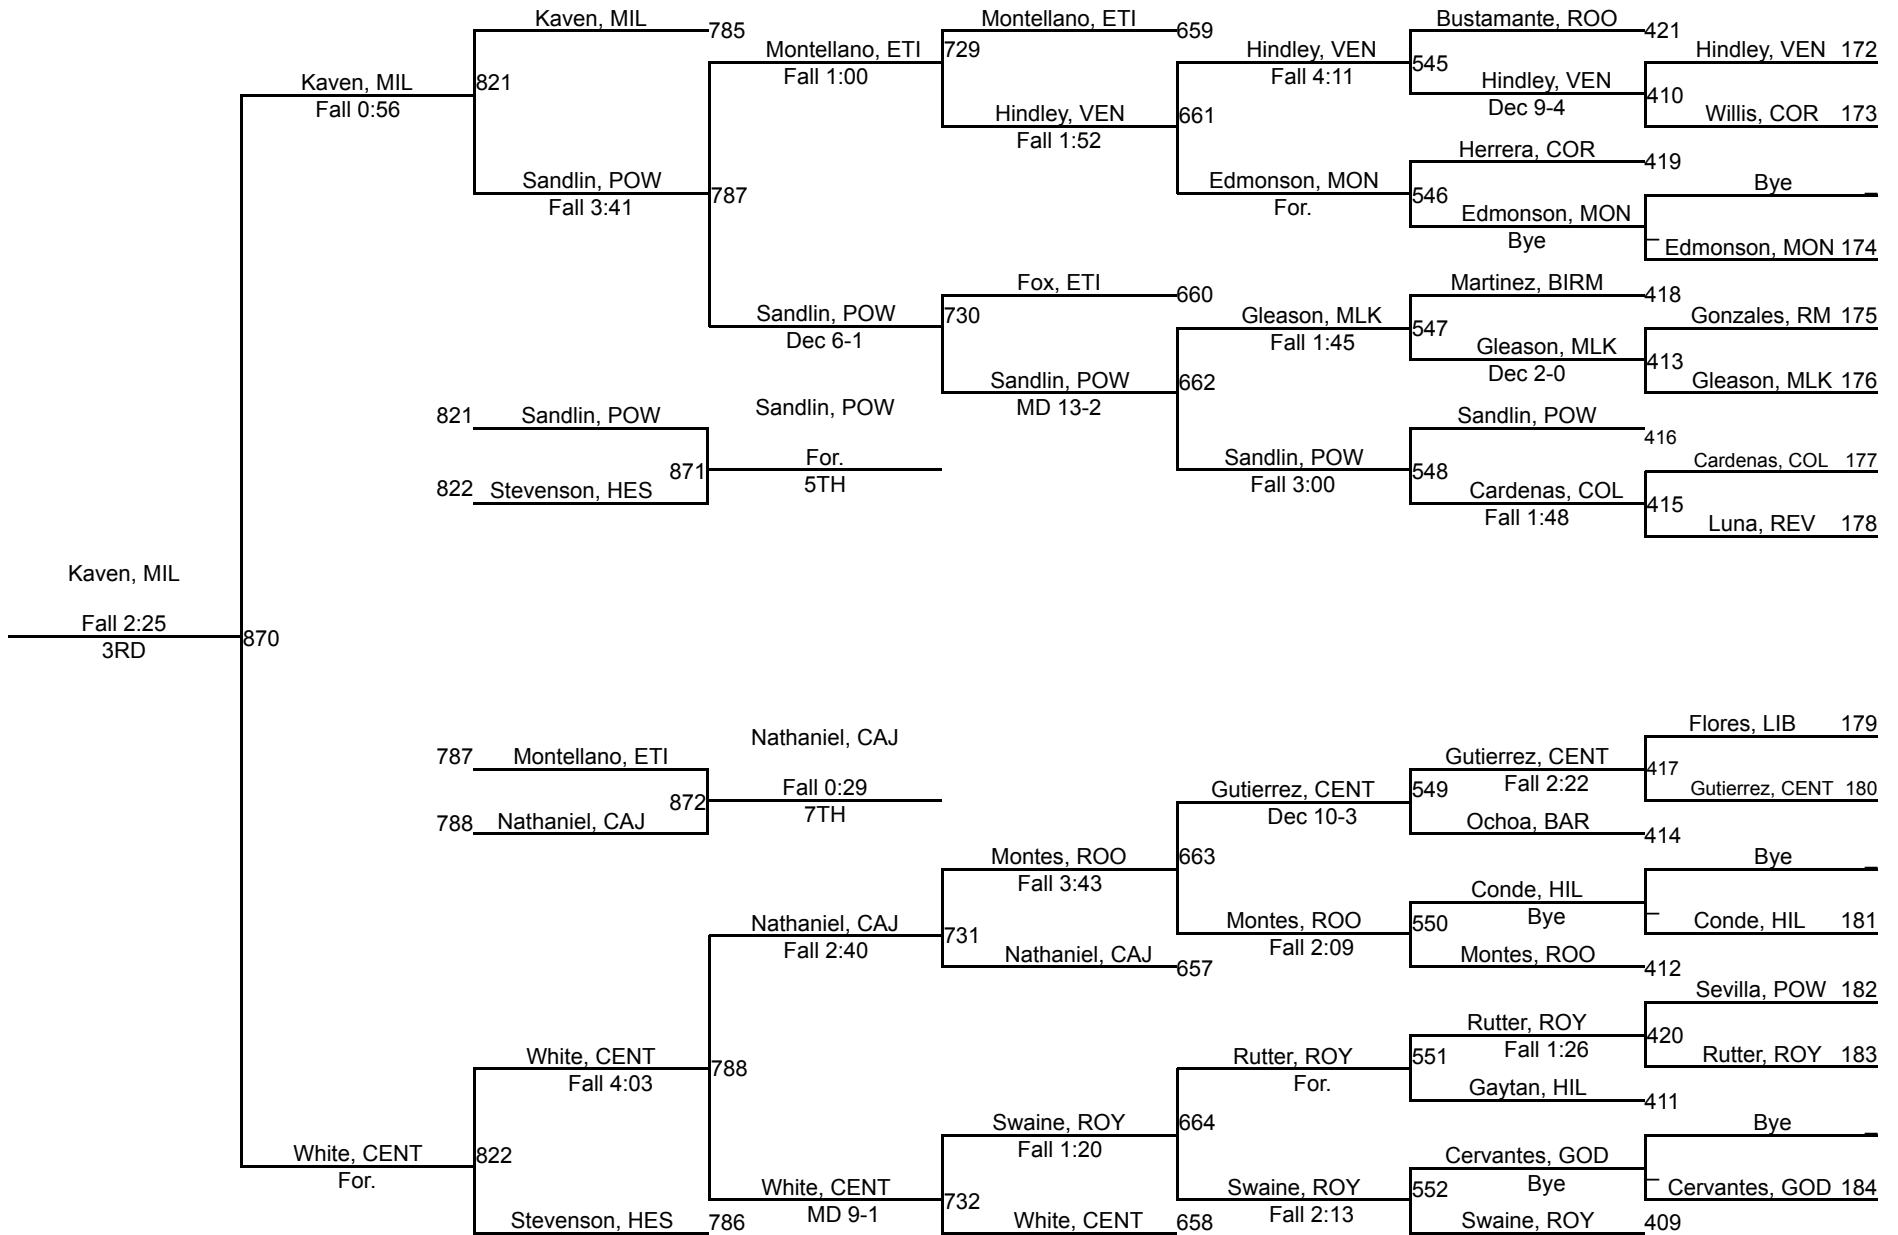 Kaven, MIL
785
821
Kaven, MIL
Fall 0:56
Sandlin, POW
Fall 3:41
787
Montellano, ETI
Fall 1:00
729
Montellano, ETI
659
Hindley, VEN
Fall 1:52
661
Hindley, VEN
Fall 4:11
545
Bustamante, ROO
421
Hindley, VEN
Dec 9-4
410
Hindley, VEN 172
Willis, COR 173
Edmonson, MON
For.
546
Herrera, COR
419
Edmonson, MON
Bye
Bye
Edmonson, MON 174
Sandlin, POW
Dec 6-1
730
Fox, ETI
660
Sandlin, POW
MD 13-2
662
Gleason, MLK
Fall 1:45
547
Martinez, BIRM
418
Gleason, MLK
Dec 2-0
413
Gonzales, RM 175
Gleason, MLK 176
Sandlin, POW
Fall 3:00
548
Sandlin, POW
416
Cardenas, COL
Fall 1:48
415
Cardenas, COL 177
Luna, REV 178
821 Sandlin, POW
822 Stevenson, HES
871
Sandlin, POW
For.
5TH
Kaven, MIL
Fall 2:25
3RD
870
787 Montellano, ETI
788 Nathaniel, CAJ
872
Nathaniel, CAJ
Fall 0:29
7TH
Flores, LIB 179
Gutierrez, CENT 180
417
Gutierrez, CENT
Fall 2:22
Ochoa, BAR
414
549
Gutierrez, CENT
Dec 10-3
663
Montes, ROO
Fall 3:43
Bye
Conde, HIL 181
Conde, HIL
Bye
Montes, ROO
412
550
Montes, ROO
Fall 2:09
Nathaniel, CAJ
Fall 2:40
731
Nathaniel, CAJ
657
Sevilla, POW 182
Rutter, ROY 183
420
Rutter, ROY
Fall 1:26
Gaytan, HIL
411
551
Rutter, ROY
For.
664
Bye
Cervantes, GOD 184
Cervantes, GOD
Bye
Swaine, ROY
409
552
Swaine, ROY
Fall 2:13
Swaine, ROY
Fall 1:20
732
White, CENT
658
White, CENT
MD 9-1
788
White, CENT
Fall 4:03
822
Stevenson, HES
786
White, CENT
For.